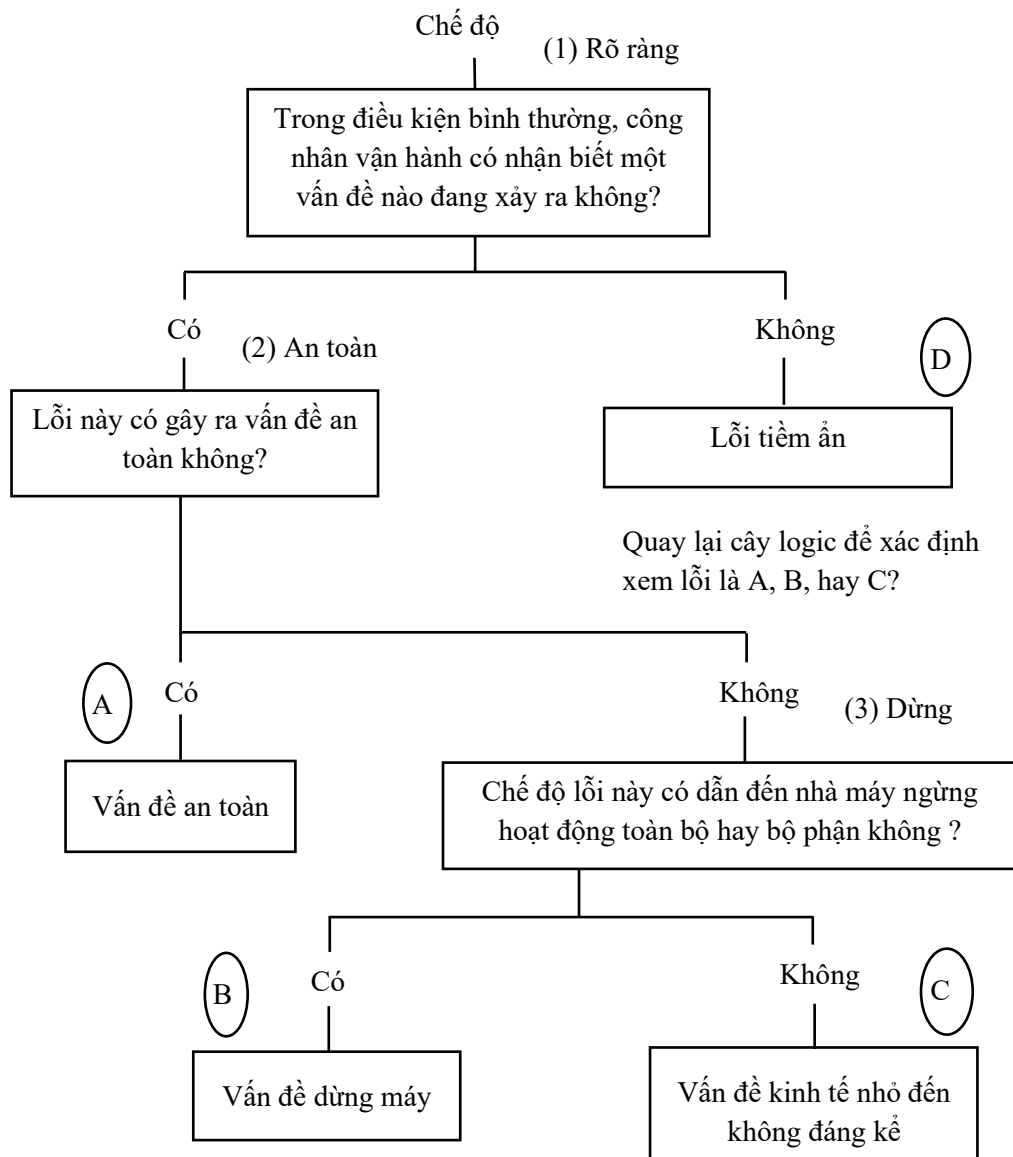 Chế độ
(1) Rõ ràng
Trong điều kiện bình thường, công
nhân vận hành có nhận biết một
vấn đề nào đang xảy ra không?
Có
(2) An toàn
Không
D
Lỗi này có gây ra vấn đề an
toàn không?
Lỗi tiềm ẩn
Quay lại cây logic để xác định
xem lỗi là A, B, hay C?
A
Có
Không
(3) Dừng
Vấn đề an toàn
Chế độ lỗi này có dẫn đến nhà máy ngừng
hoạt động toàn bộ hay bộ phận không ?
B
Có
Không
C
Vấn đề dừng máy
Vấn đề kinh tế nhỏ đến
không đáng kể